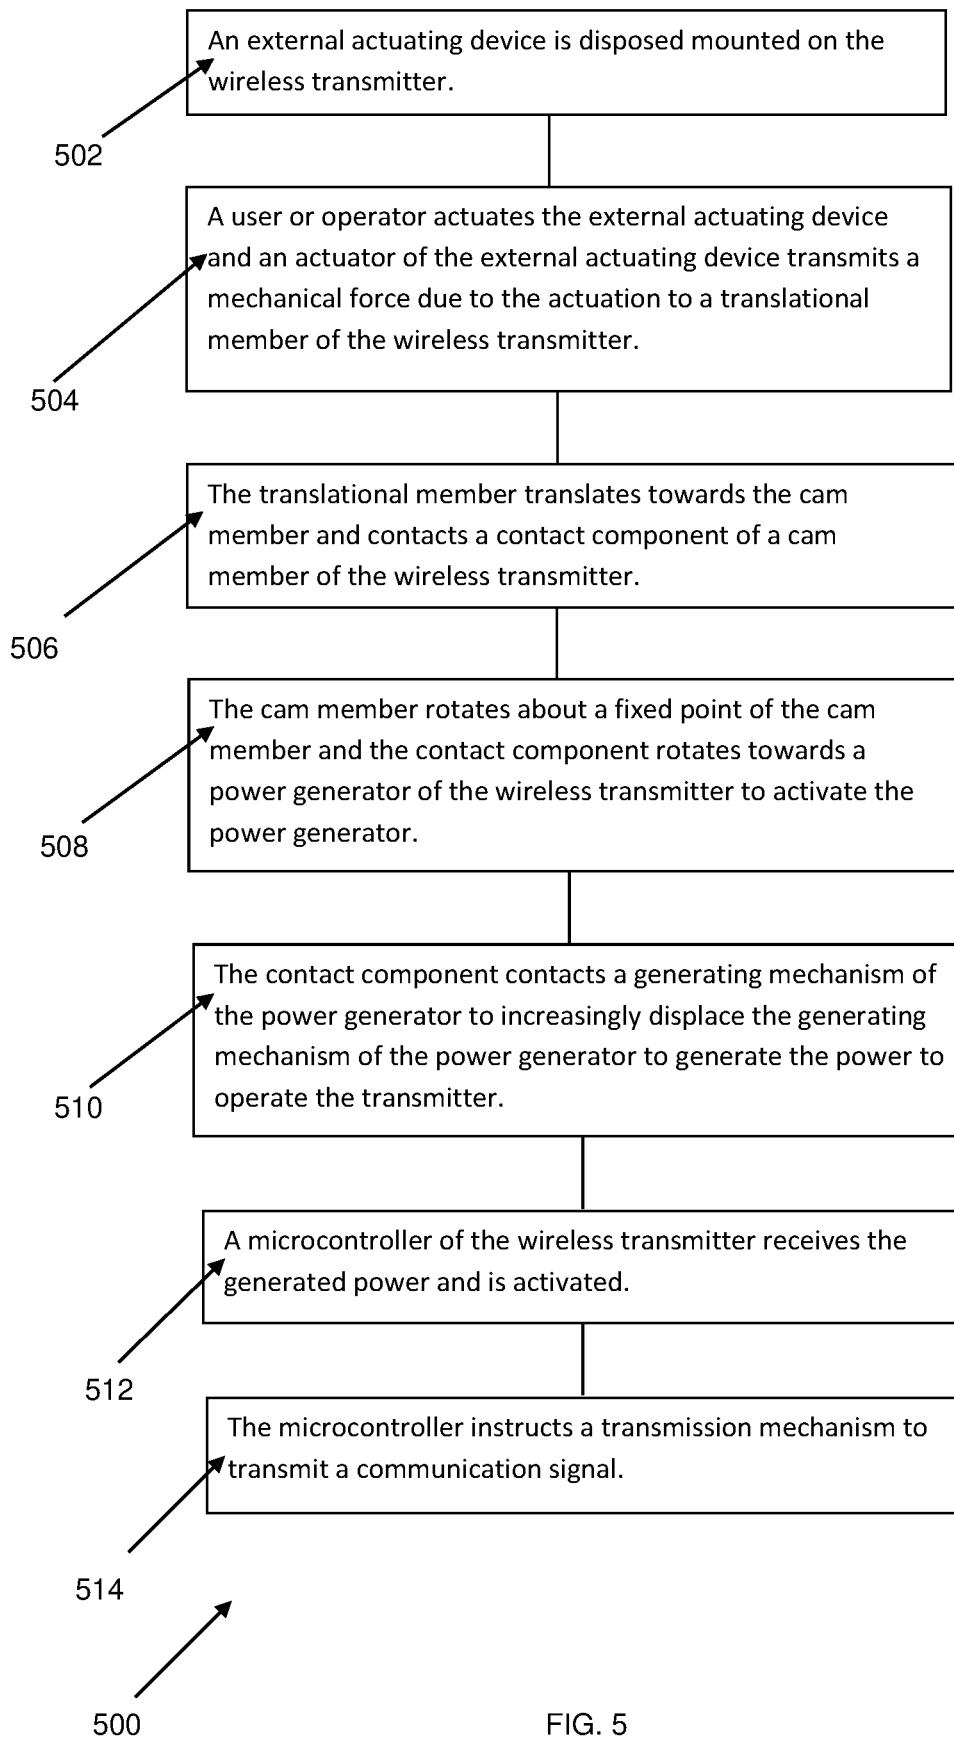 An external actuating device is disposed mounted on the
wireless transmitter.
502
A user or operator actuates the external actuating device
and an actuator of the external actuating device transmits a
mechanical force due to the actuation to a translational
member of the wireless transmitter.
504
The translational member translates towards the cam
member and contacts a contact component of a cam
member of the wireless transmitter.
506
The cam member rotates about a fixed point of the cam
member and the contact component rotates towards a
power generator of the wireless transmitter to activate the
power generator.
508
The contact component contacts a generating mechanism of
the power generator to increasingly displace the generating
mechanism of the power generator to generate the power to
operate the transmitter.
510
A microcontroller of the wireless transmitter receives the
generated power and is activated.
512
The microcontroller instructs a transmission mechanism to
transmit a communication signal.
514
500
FIG. 5